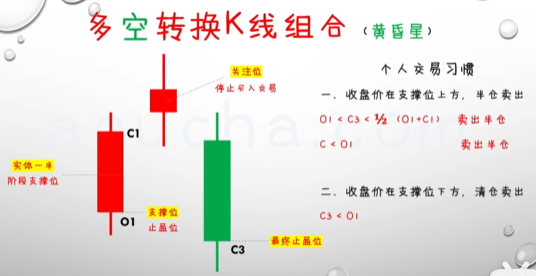 多空转换K线组合（黄昏星）
关注位
停止买入交易
个人交易习惯
一、收盘价在支撑位上方，半仓卖出
O1 < C3 < ½ （O1+C1） 卖出半仓
C < O1 卖出半仓
二、收盘价在支撑位下方，清仓卖出
C3 < O1
C1
实体一半
阶段支撑位
O1
支撑位
止盈位
C3
最终止盈位